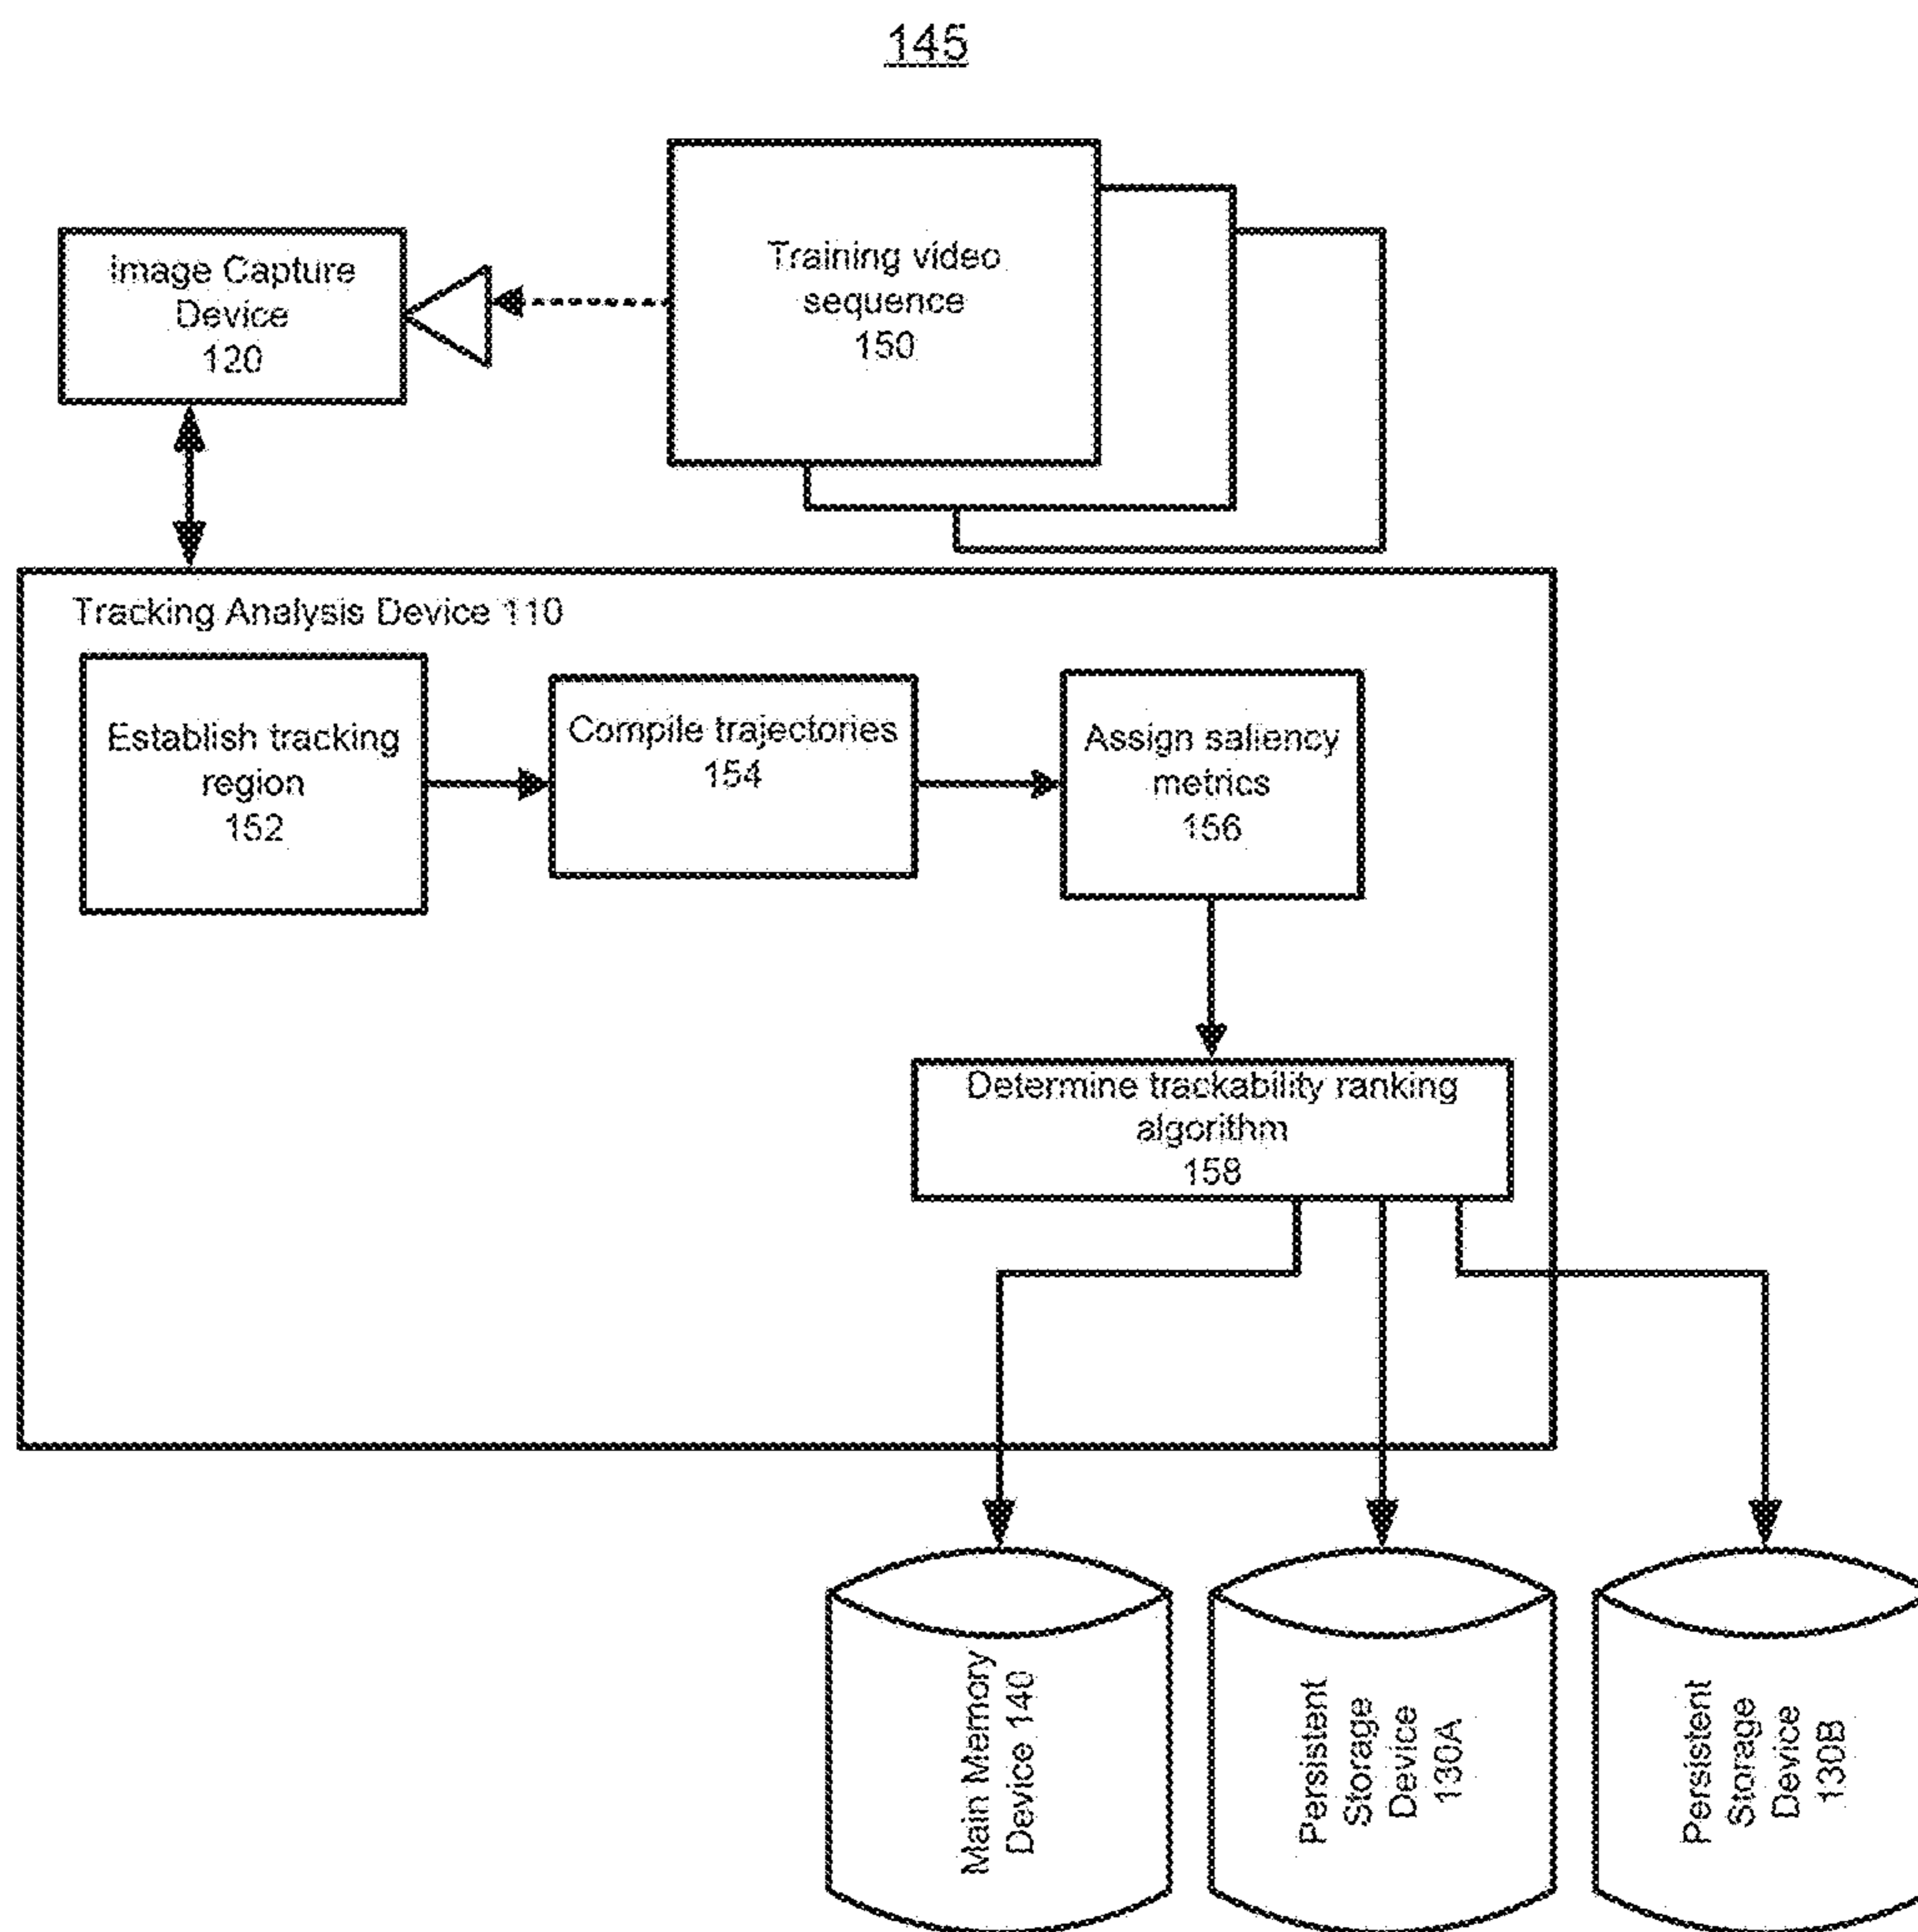 145
Image Capture
Device
120
Training video
sequence
150
Tracking Analysis Device 110
Establish tracking
region
152
Compile trajectories
154
Assign saliency
metrics
156
Determine trackability ranking
algorithm
158
Main Memory
Device 140
Persistent
Storage
Device
130A
Persistent
Storage
Device
130B